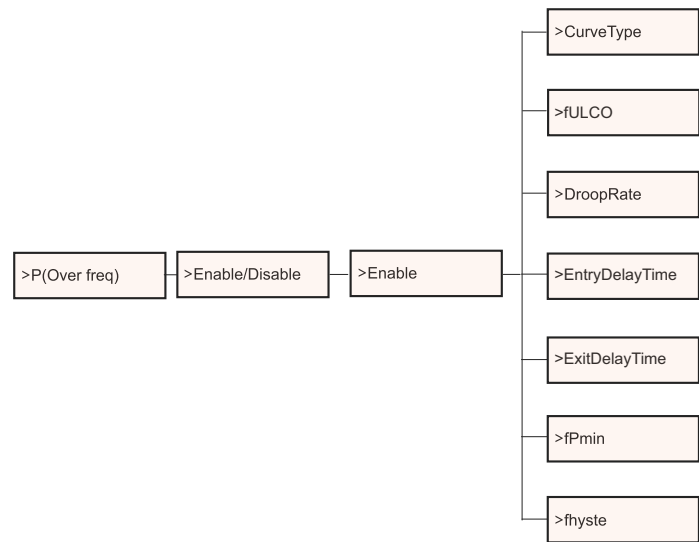 >CurveType
>fULCO
>DroopRate
>P(Over freq)
>Enable/Disable
>Enable
>EntryDelayTime
>ExitDelayTime
>fPmin
>fhyste